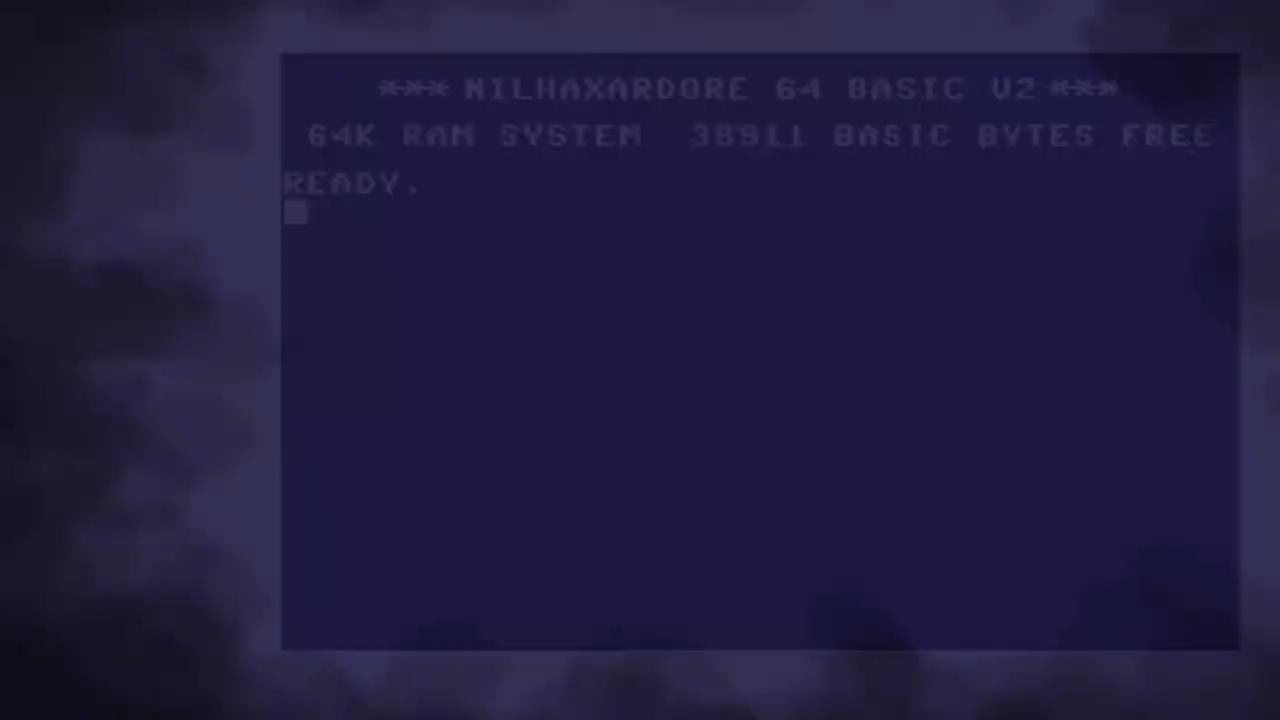 *** NILHAXARDORE 64 BASIC V2 ***
64K RAM SYSTEM  38911 BASIC BYTES FREE
READY.